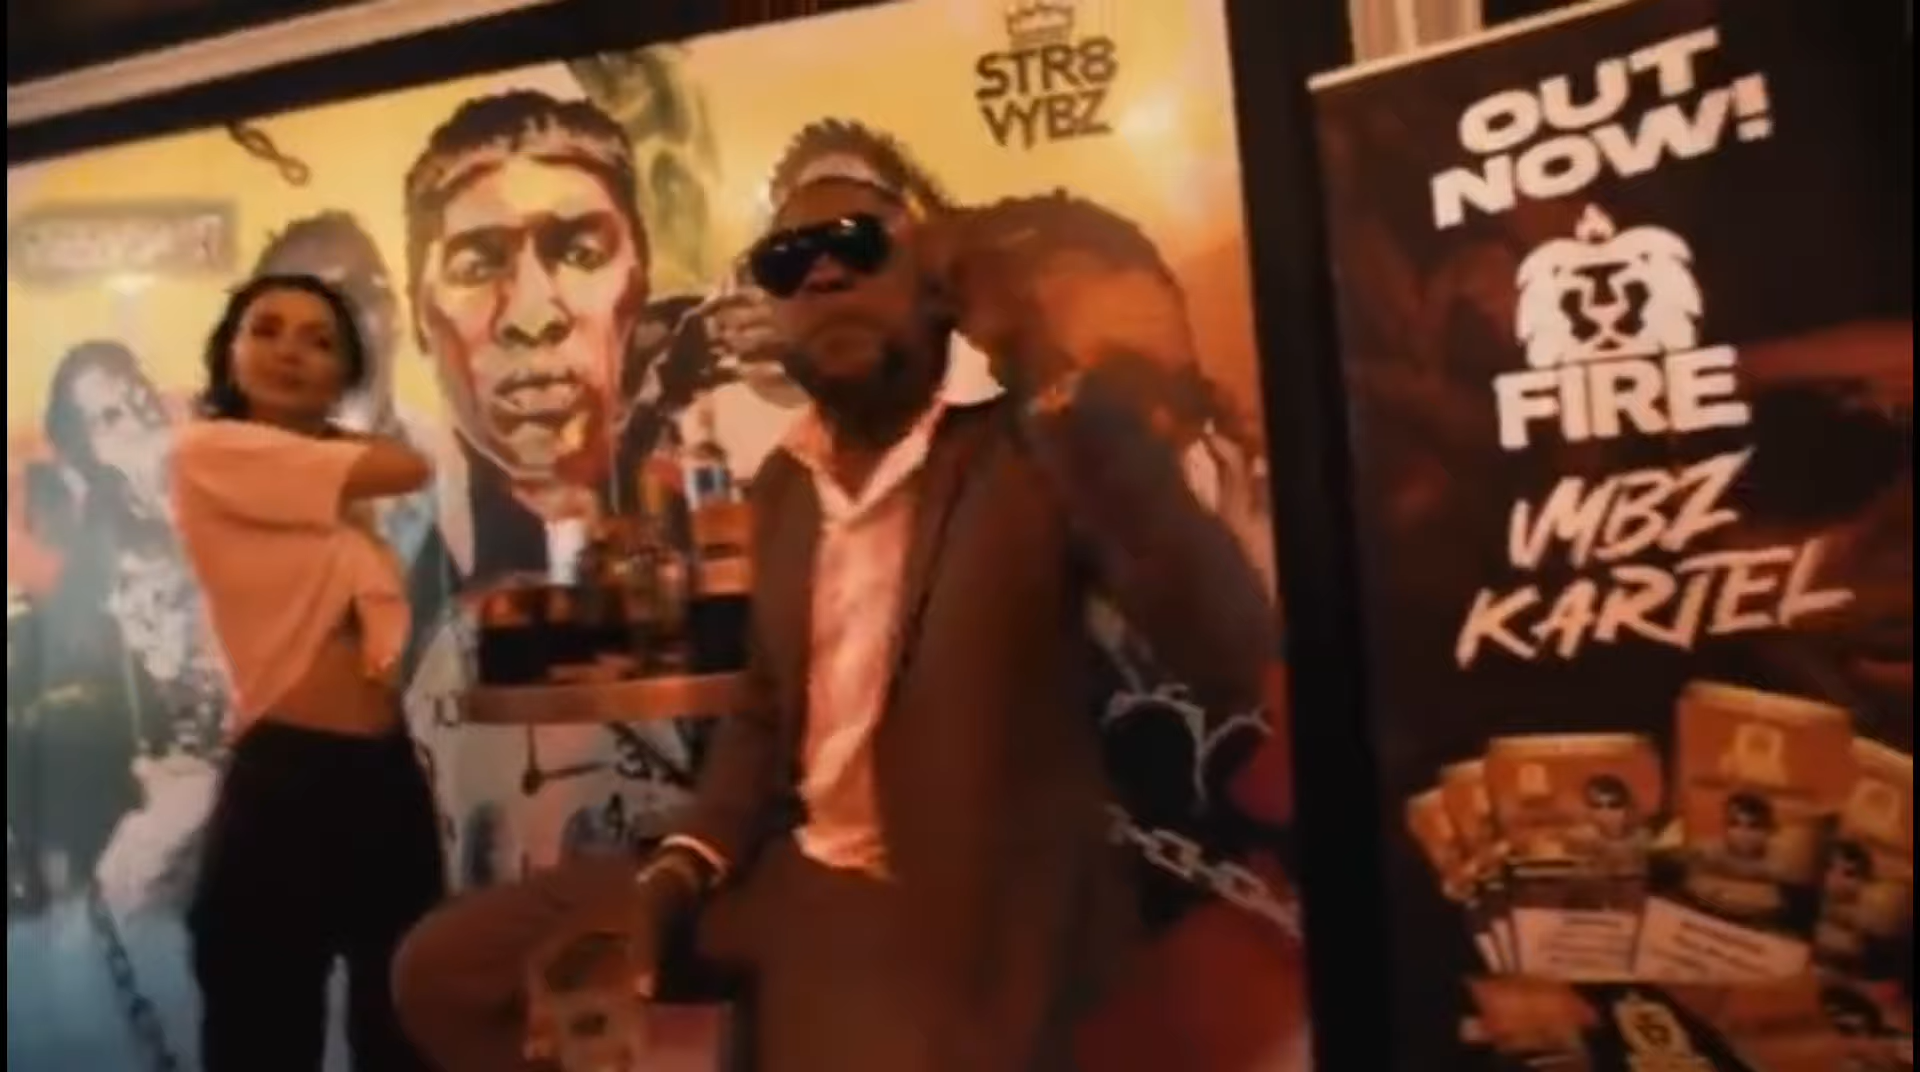 STR8
VYBZ
OUT
NOW!
FIRE
VYBZ
KARTEL